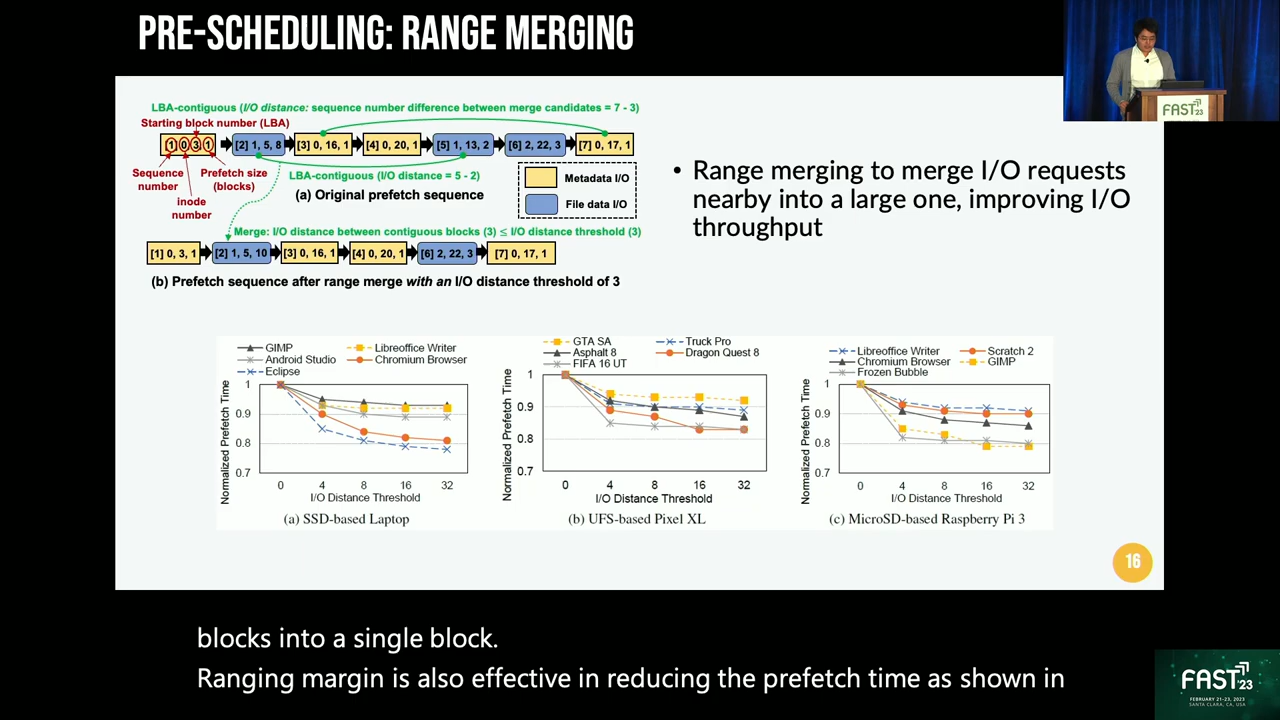 PRE-SCHEDULING: RANGE MERGING
FAST 23
LBA-contiguous (I/O distance: sequence number difference between merge candidates = 7 - 3)
Starting block number (LBA)
[1] 0 3 1
[2] 1, 5, 8
[3] 0, 16, 1
[4] 0, 20, 1
[5] 1, 13, 2
[6] 2, 22, 3
[7] 0, 17, 1
Sequence number
inode number
Prefetch size (blocks)
LBA-contiguous (I/O distance = 5 - 2)
(a) Original prefetch sequence
Metadata I/O
File data I/O
Merge: I/O distance between contiguous blocks (3) ≤ I/O distance threshold (3)
[1] 0, 3, 1
[2] 1, 5, 10
[3] 0, 16, 1
[4] 0, 20, 1
[6] 2, 22, 3
[7] 0, 17, 1
(b) Prefetch sequence after range merge with an I/O distance threshold of 3
• Range merging to merge I/O requests
nearby into a large one, improving I/O
throughput
GIMP
Libreoffice Writer
Android Studio
Chromium Browser
Eclipse
Normalized Prefetch Time
1
0.9
0.8
0.7
0 4 8 16 32
I/O Distance Threshold
(a) SSD-based Laptop
GTA SA
Truck Pro
Asphalt 8
Dragon Quest 8
FIFA 16 UT
Normalized Prefetch Time
1
0.9
0.8
0.7
0 4 8 16 32
I/O Distance Threshold
(b) UFS-based Pixel XL
Libreoffice Writer
Scratch 2
Chromium Browser
GIMP
Frozen Bubble
Normalized Prefetch Time
1
0.9
0.8
0.7
0 4 8 16 32
I/O Distance Threshold
(c) MicroSD-based Raspberry Pi 3
16
blocks into a single block.
Ranging margin is also effective in reducing the prefetch time as shown in
FAST 23
FEBRUARY 21–23, 2023
SANTA CLARA, CA, USA